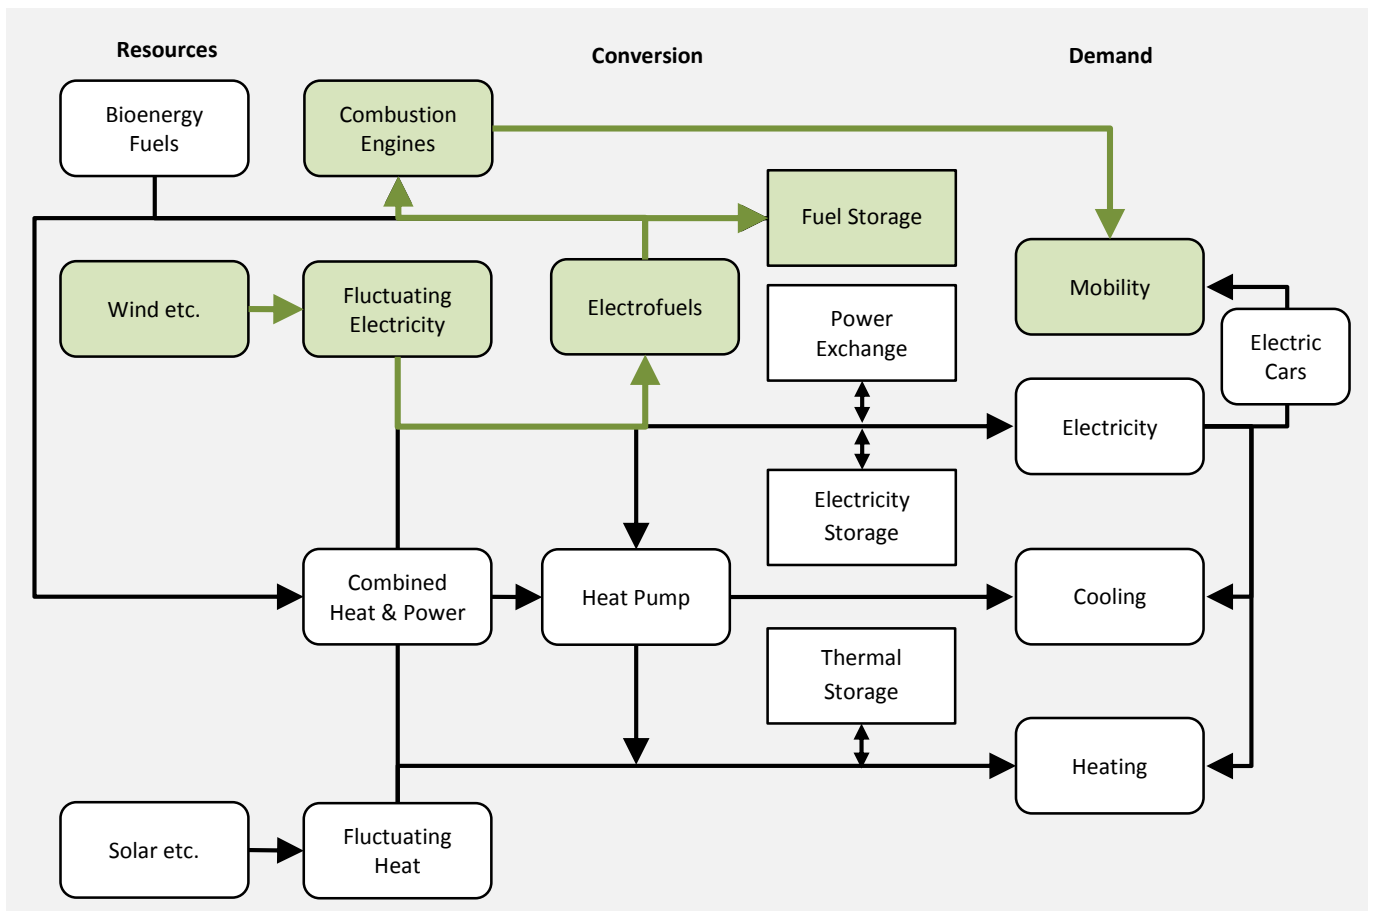 Resources
Conversion
Demand
Bioenergy
Fuels
Combustion
Engines
Fuel Storage
Wind etc.
Fluctuating
Electricity
Electrofuels
Mobility
Power
Exchange
Electric
Cars
Electricity
Electricity
Storage
Combined
Heat & Power
Heat Pump
Cooling
Thermal
Storage
Heating
Solar etc.
Fluctuating
Heat